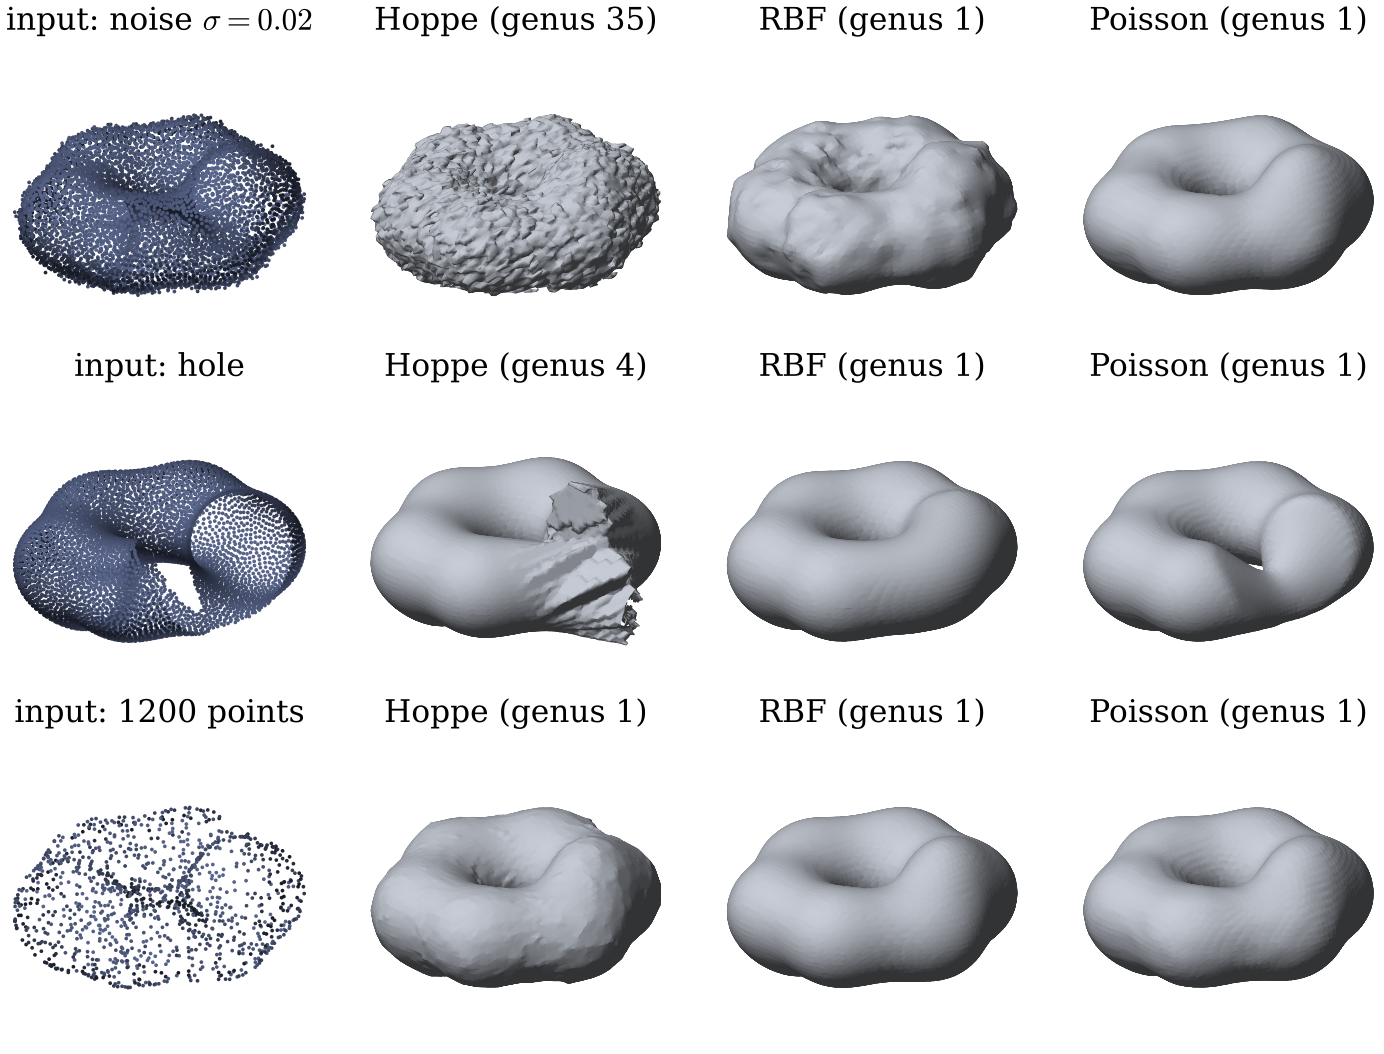 input: noise σ = 0.02
Hoppe (genus 35)
RBF (genus 1)
Poisson (genus 1)
input: hole
Hoppe (genus 4)
RBF (genus 1)
Poisson (genus 1)
input: 1200 points
Hoppe (genus 1)
RBF (genus 1)
Poisson (genus 1)